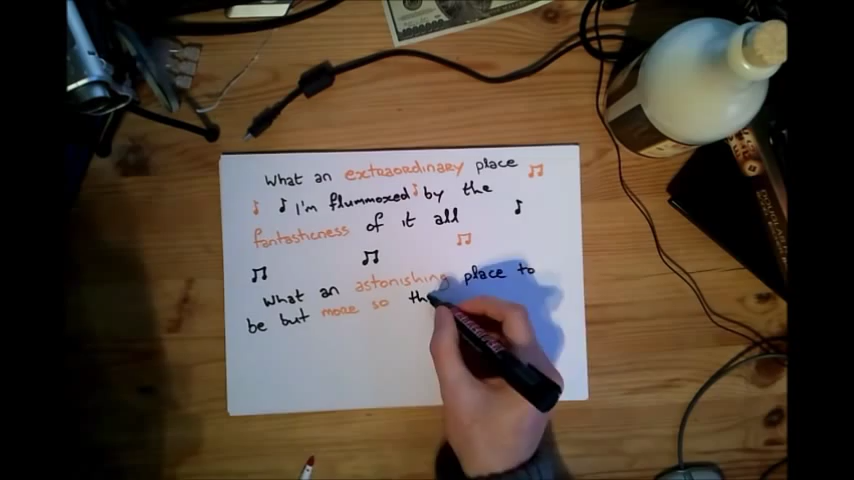 What an extraordinary place
I'm flummoxed by the
fantasticness of it all
What an astonishing place to
be but more so th